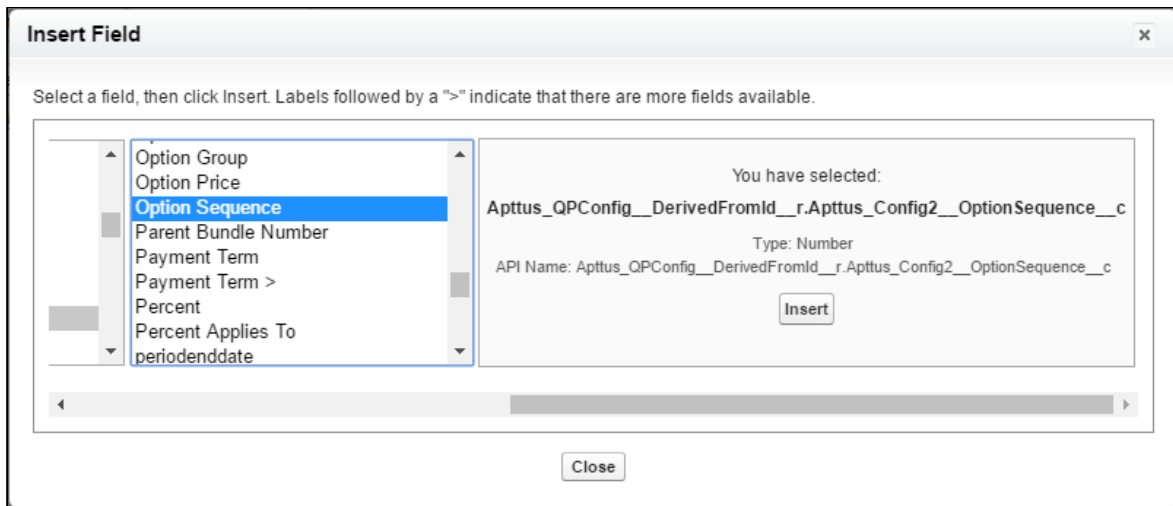 Insert Field
Select a field, then click Insert. Labels followed by a ">" indicate that there are more fields available.
Option Group
Option Price
Option Sequence
Parent Bundle Number
Payment Term
Payment Term >
Percent
Percent Applies To
periodenddate
You have selected:
Apttus_QPConfig__DerivedFromId__r.Apttus_Config2__OptionSequence__c
Type: Number
API Name: Apttus_QPConfig__DerivedFromId__r.Apttus_Config2__OptionSequence__c
Insert
Close